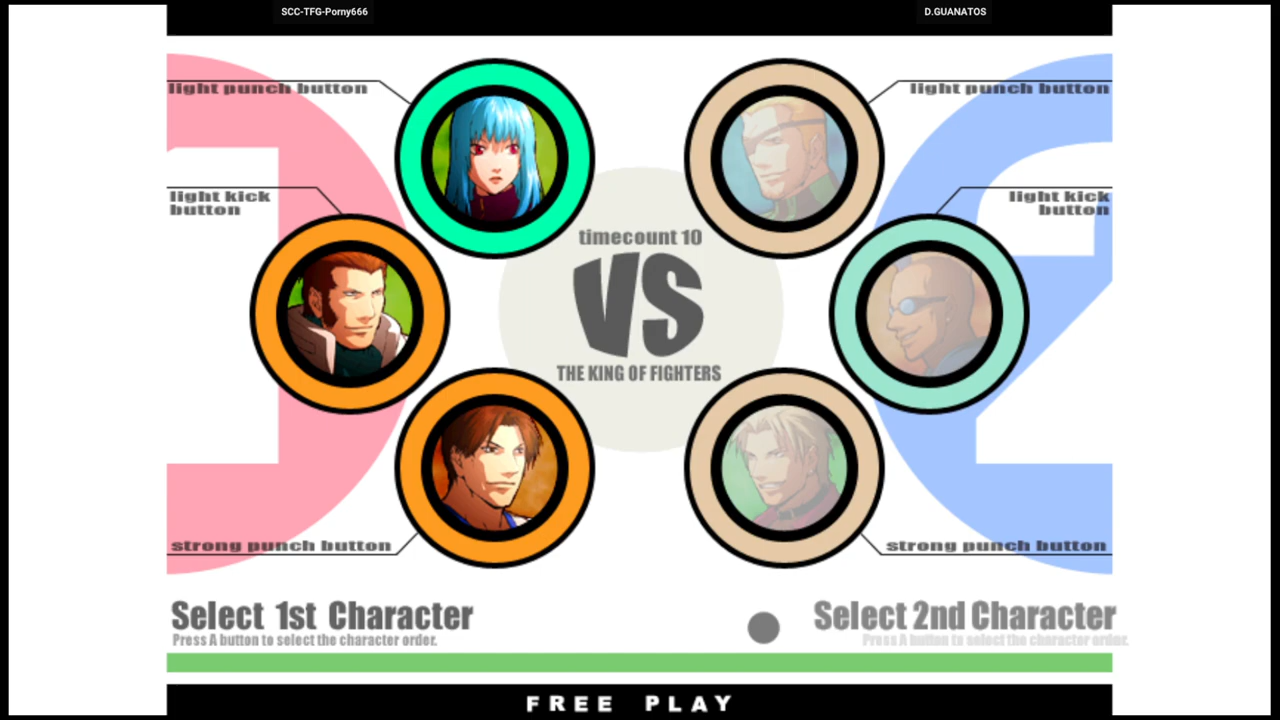 SCC-TFG-Porny666
D.GUANATOS
light punch button
light punch button
light kick
button
light kick
button
timecount 10
VS
THE KING OF FIGHTERS
strong punch button
strong punch button
Select 1st Character
Press A button to select the character order.
Select 2nd Character
Press A button to select the character order.
FREE PLAY